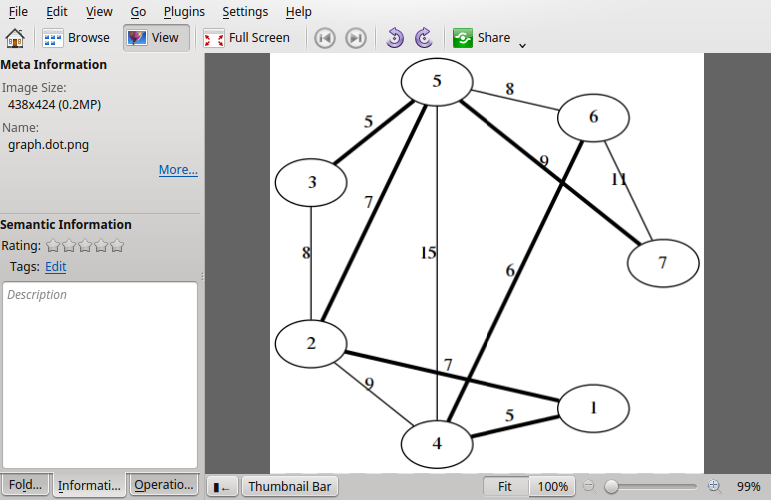 File Edit View Go Plugins Settings Help
Browse View Full Screen Share
Meta Information
Image Size:
438x424 (0.2MP)
Name:
graph.dot.png
More...
Semantic Information
Rating:
Tags: Edit
Description
Fold... Informati... Operatio...
5
8
6
5
9
11
3
7
8
15
6
7
2
7
9
5
1
4
Thumbnail Bar Fit 100% 99%